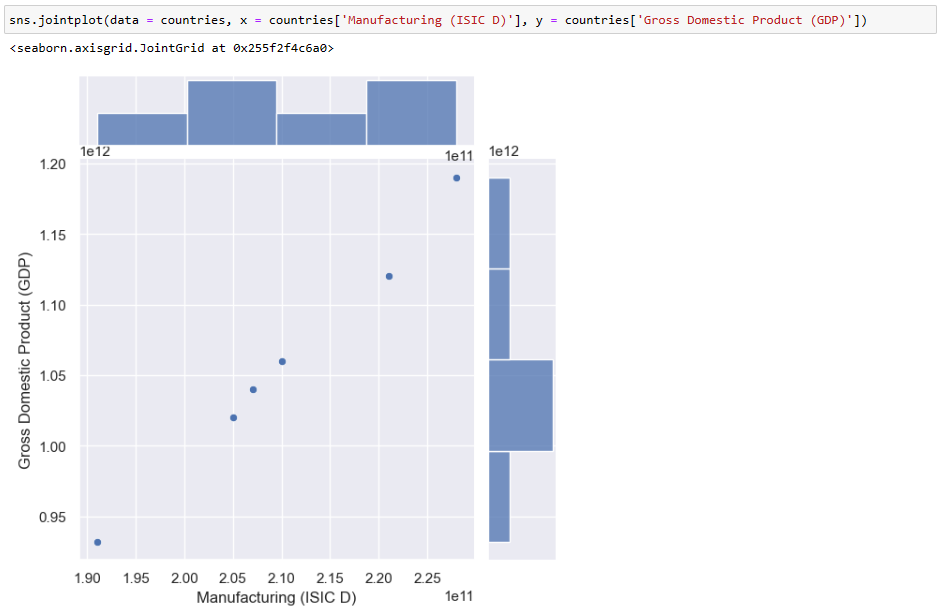 sns.jointplot(data = countries, x = countries['Manufacturing (ISIC D)'], y = countries['Gross Domestic Product (GDP)'])
<seaborn.axisgrid.JointGrid at 0x255f2f4c6a0>
1e12
1e11
1e12
1.20
1.15
1.10
1.05
1.00
0.95
Gross Domestic Product (GDP)
1.90 1.95 2.00 2.05 2.10 2.15 2.20 2.25
Manufacturing (ISIC D)
1e11